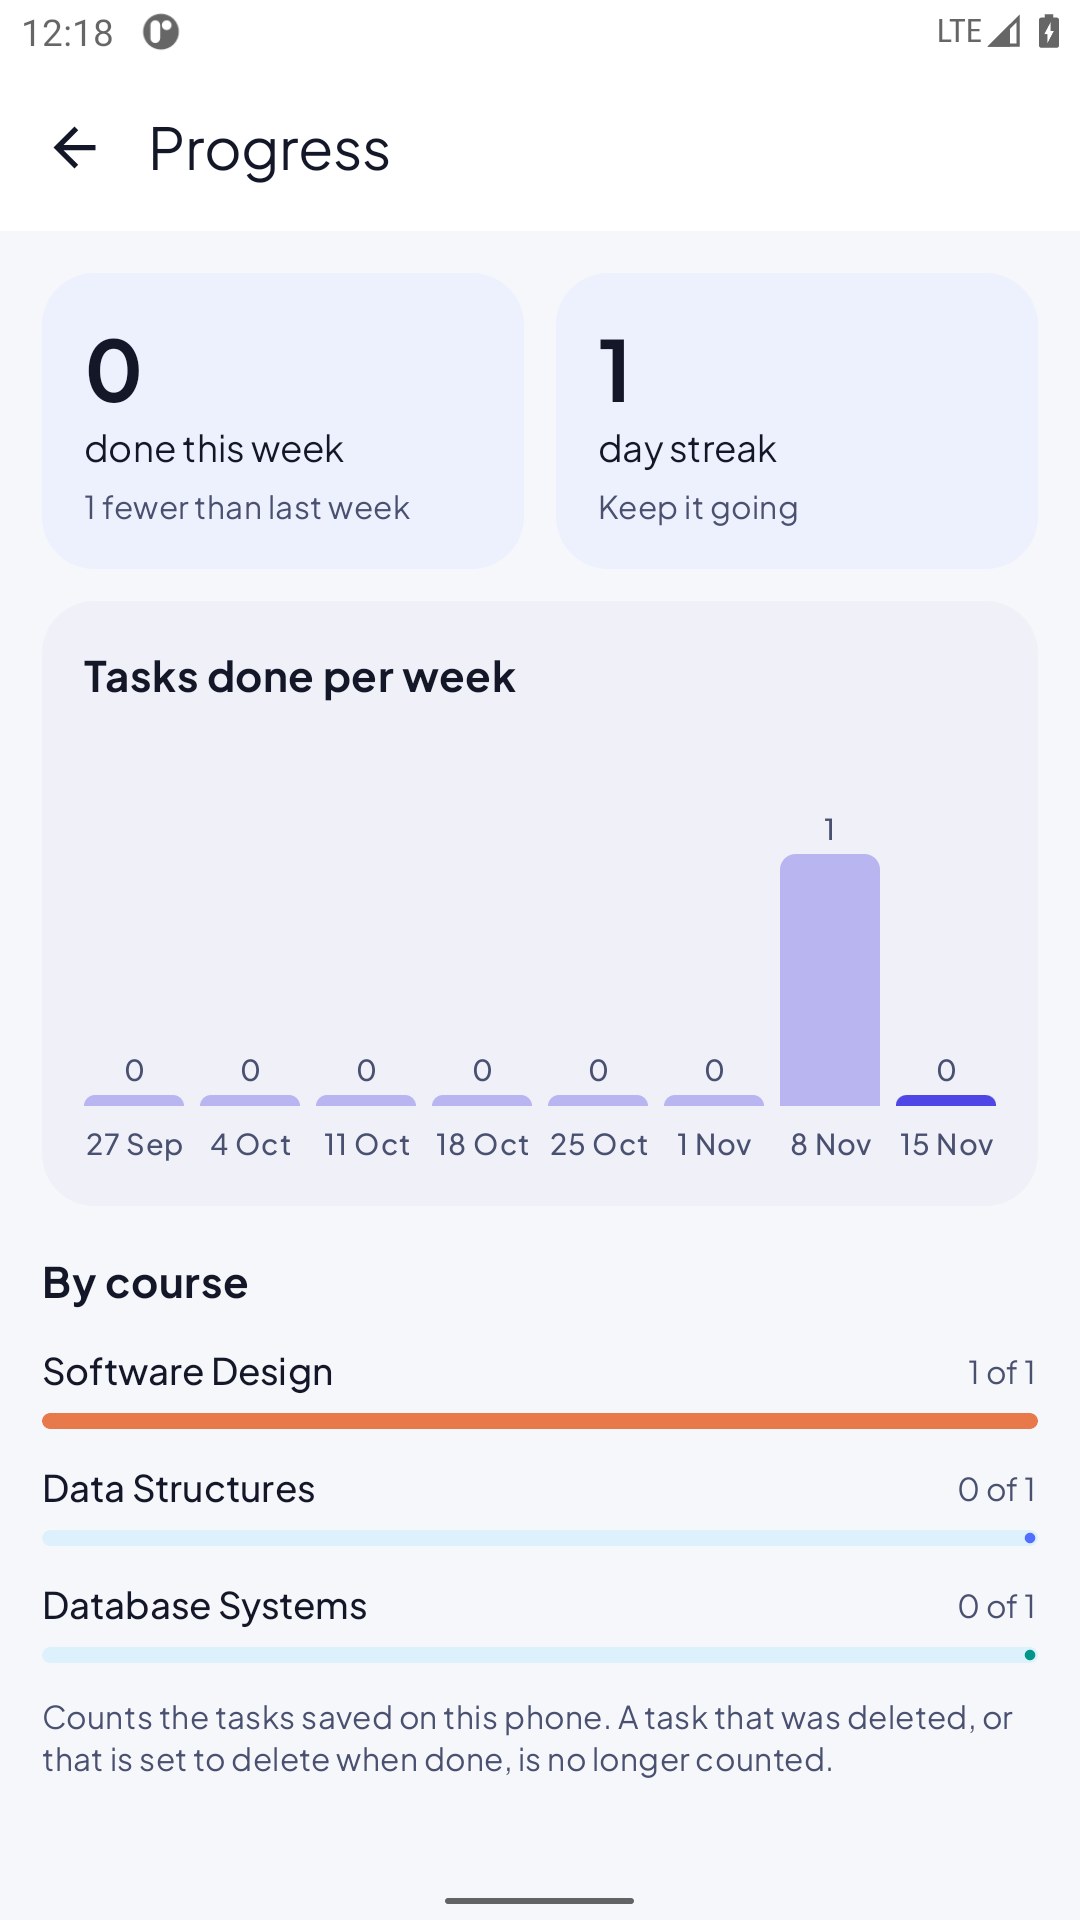 12:18
LTE
Progress
0
done this week
1 fewer than last week
1
day streak
Keep it going
Tasks done per week
1
0 0 0 0 0 0 0
27 Sep 4 Oct 11 Oct 18 Oct 25 Oct 1 Nov 8 Nov 15 Nov
By course
Software Design 1 of 1
Data Structures 0 of 1
Database Systems 0 of 1
Counts the tasks saved on this phone. A task that was deleted, or
that is set to delete when done, is no longer counted.